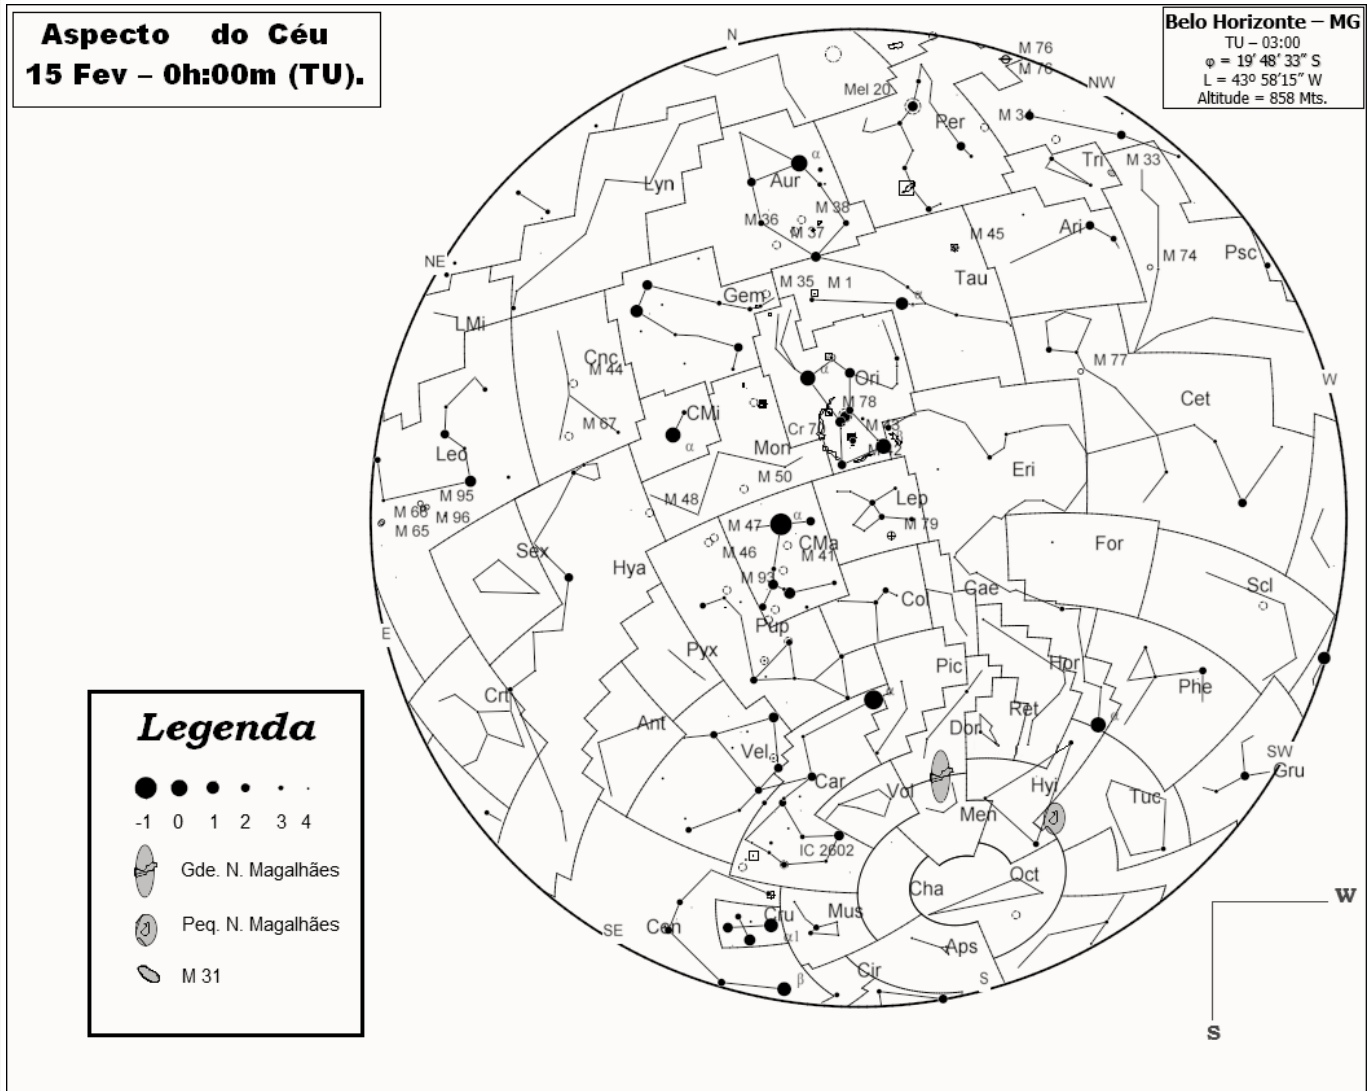 Aspecto do Céu
15 Fev – 0h:00m (TU).
Belo Horizonte – MG
TU – 03:00
φ = 19° 48' 33" S
L = 43º 58'15" W
Altitude = 858 Mts.
N
M 76
M 76
NW
Mel 20
Per
M 34
Tri
M 33
α
Aur
Lyn
M 36
M 38
M 37
M 45
Ari
M 74
Psc
NE
Tau
M 35
M 1
Gem
α
LMi
Cnc
M 44
M 77
W
α
Ori
Cet
CMi
M 78
M 67
Cr 7
M 43
β
α
Mon
Leo
M 42
Eri
M 50
M 95
M 48
Lep
M 66
M 96
M 65
M 47
α
M 79
CMa
M 46
M 41
For
Sex
Hya
M 93
Col
Cae
Scl
Pup
E
Pyx
Pic
Hor
Phe
Crt
α
Ant
Dor
Ret
α
Vel
SW
Gru
Car
Vol
Hyi
Tuc
Men
IC 2602
Cha
Oct
Cen
Cru
α1
Mus
SE
Aps
Cir
S
β
Legenda
-1 0 1 2 3 4
Gde. N. Magalhães
Peq. N. Magalhães
M 31
W
S